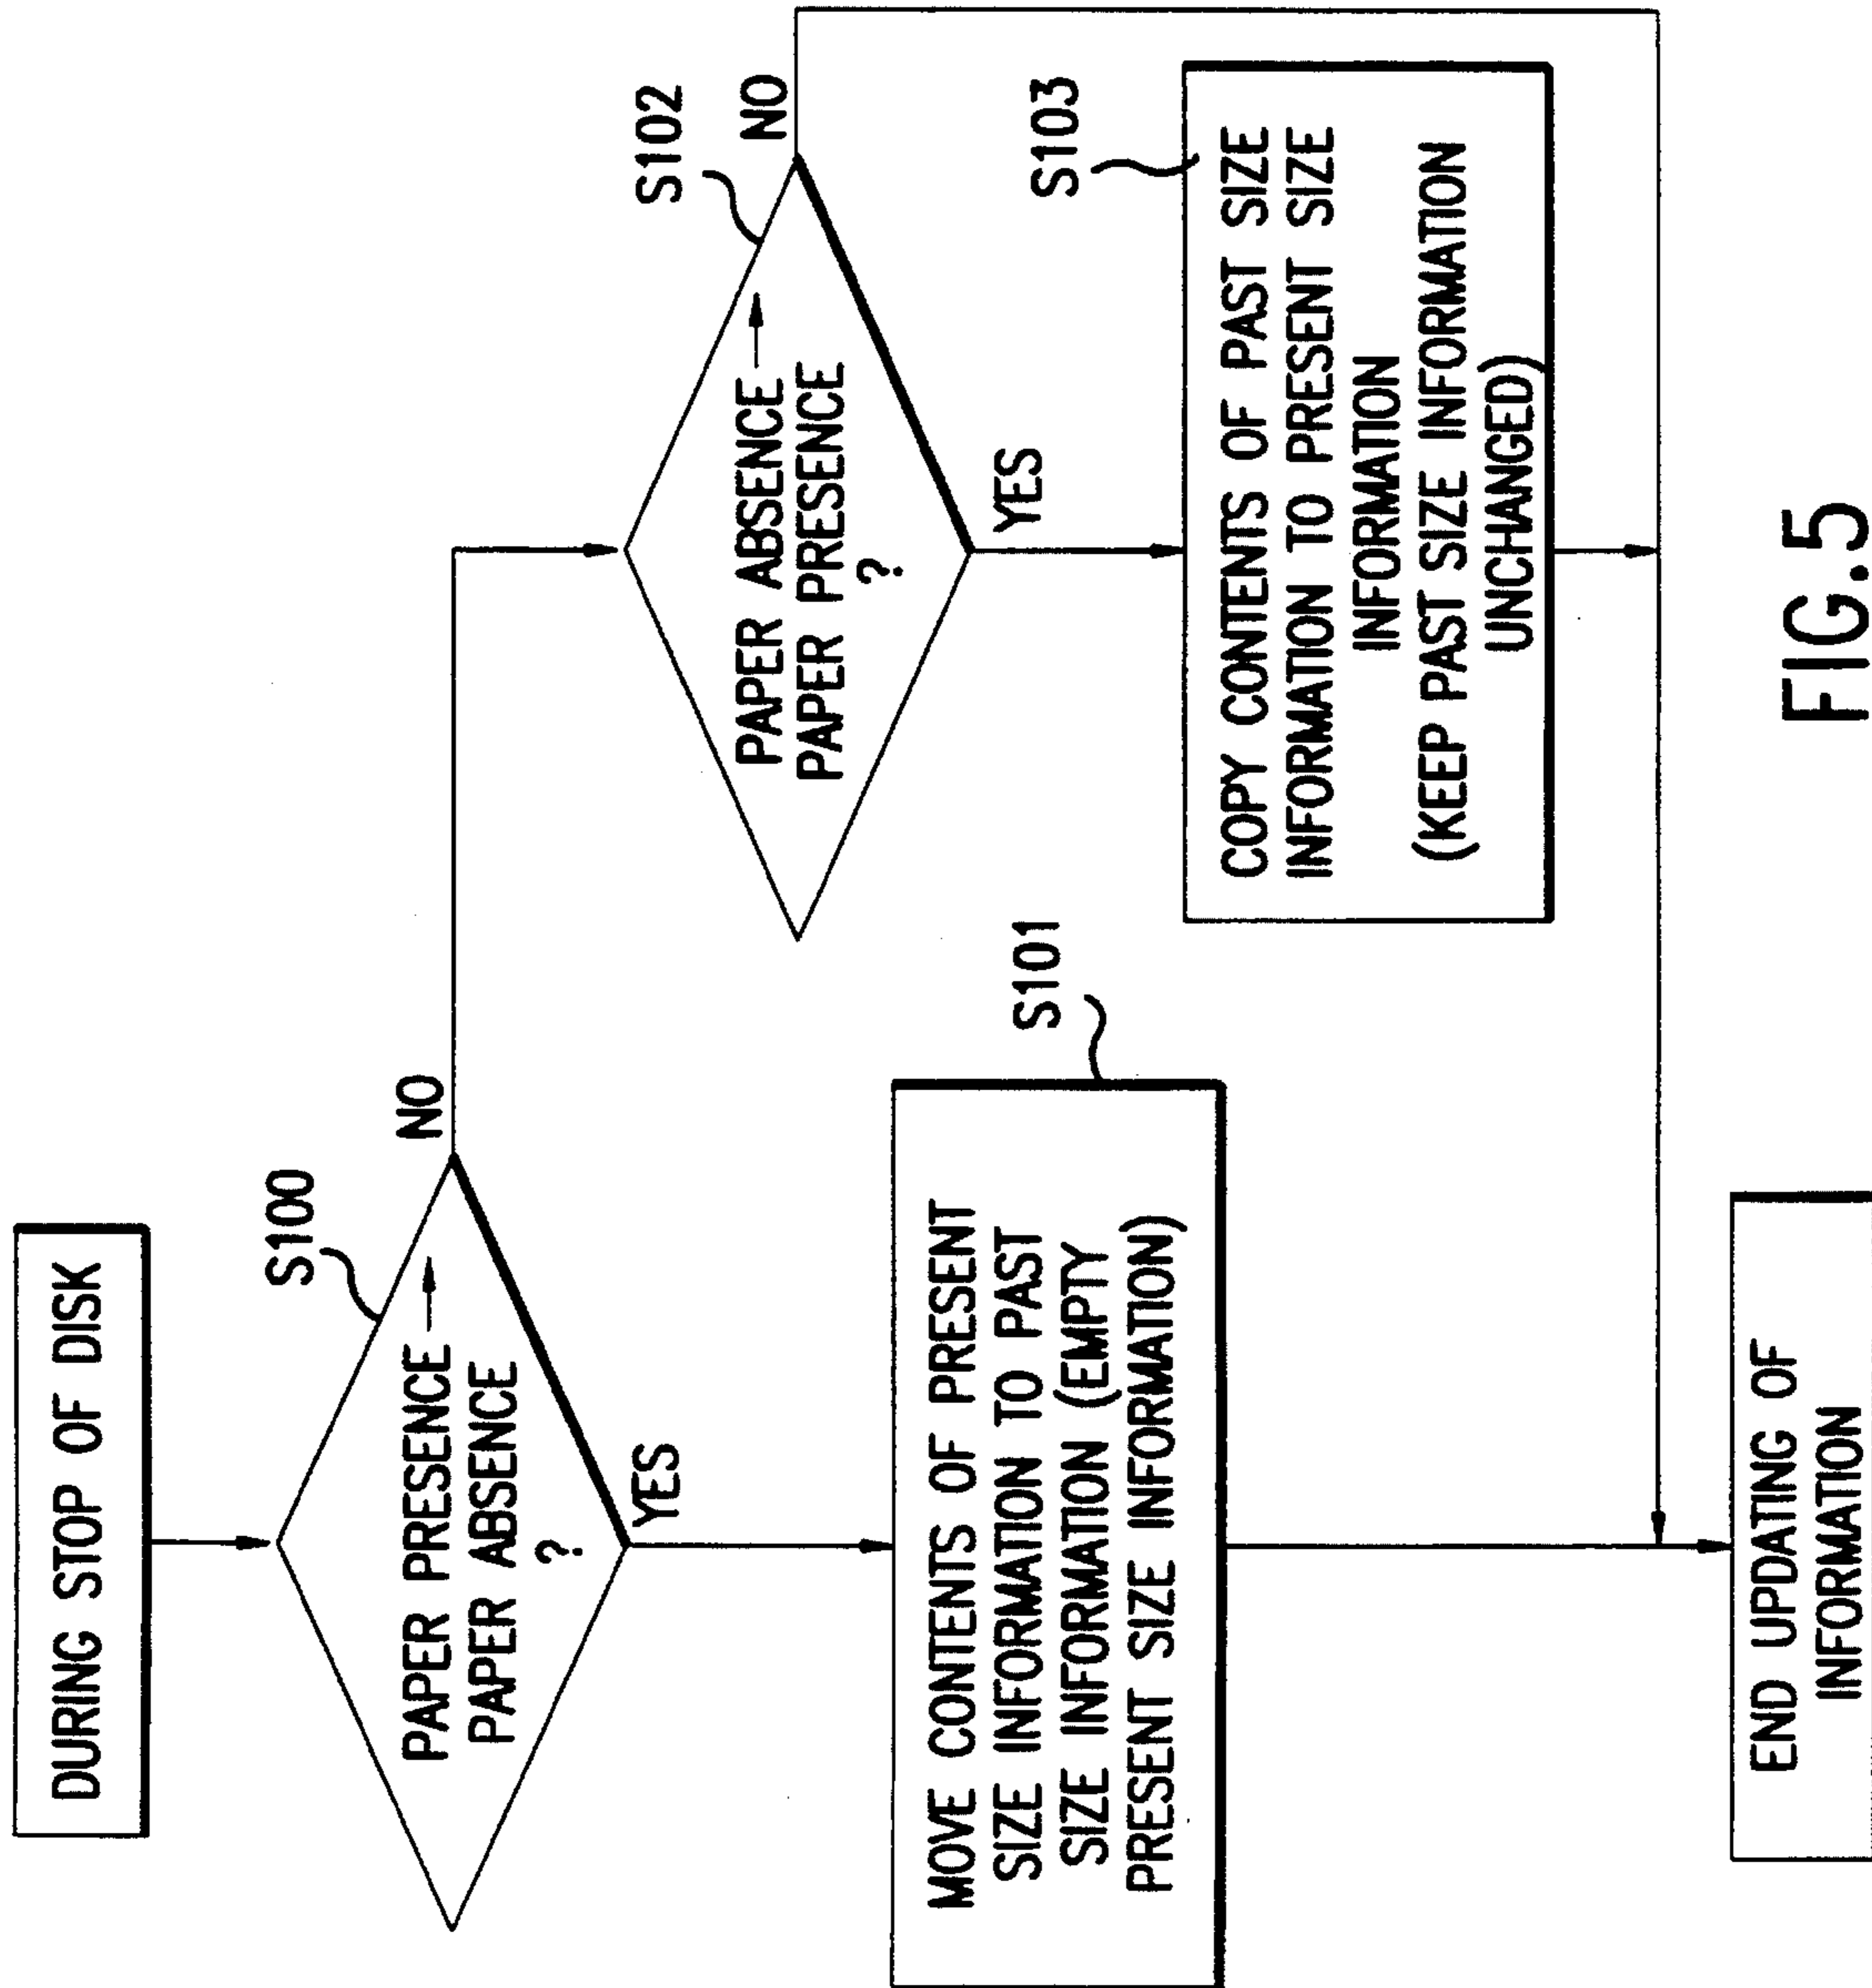 DURING STOP OF DISK
S100
PAPER PRESENCE →
PAPER ABSENCE
?
NO
YES
S101
MOVE CONTENTS OF PRESENT
SIZE INFORMATION TO PAST
SIZE INFORMATION (EMPTY
PRESENT SIZE INFORMATION)
S102
PAPER ABSENCE →
PAPER PRESENCE
?
NO
YES
S103
COPY CONTENTS OF PAST SIZE
INFORMATION TO PRESENT SIZE
INFORMATION
(KEEP PAST SIZE INFORMATION
UNCHANGED)
END UPDATING OF
INFORMATION
FIG.5